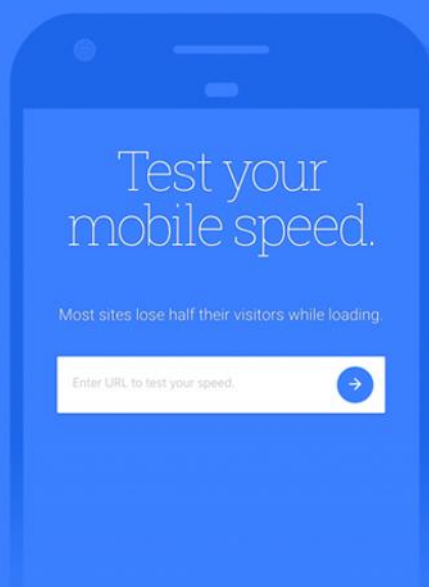 Test your
mobile speed.
Most sites lose half their visitors while loading.
Enter URL to test your speed.